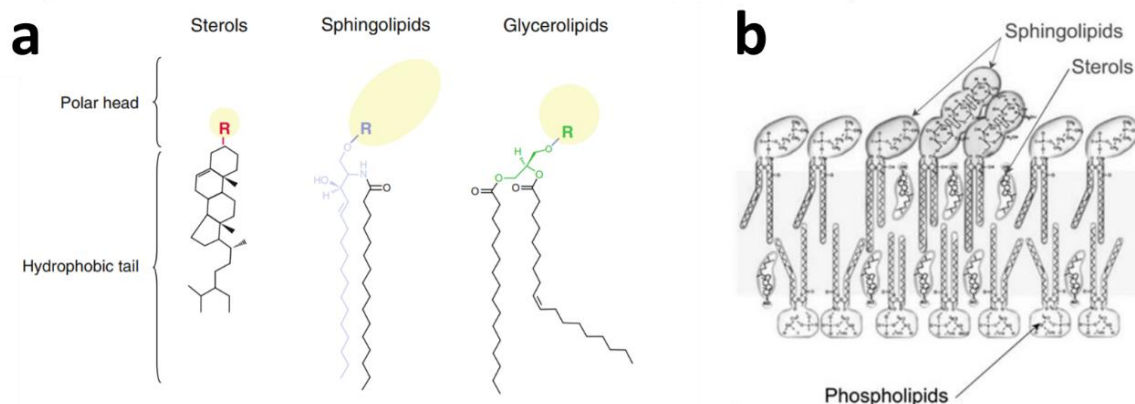 a
Sterols
Sphingolipids
Glycerolipids
Polar head
Hydrophobic tail
R
R
R
O
HO
H
H
N
O
H
O
O
O
O
O
b
Sphingolipids
Sterols
Phospholipids